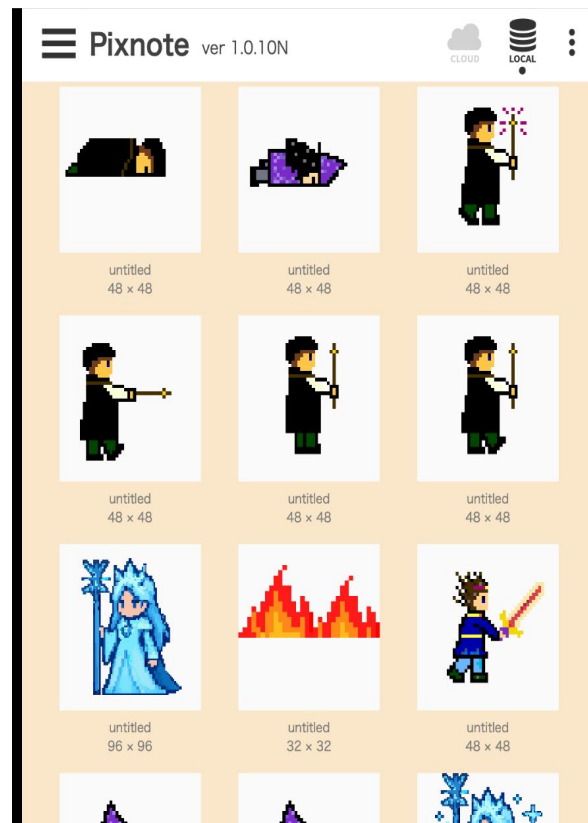 Pixnote ver 1.0.10N
CLOUD
LOCAL
untitled
48 × 48
untitled
48 × 48
untitled
48 × 48
untitled
48 × 48
untitled
48 × 48
untitled
48 × 48
untitled
96 × 96
untitled
32 × 32
untitled
48 × 48